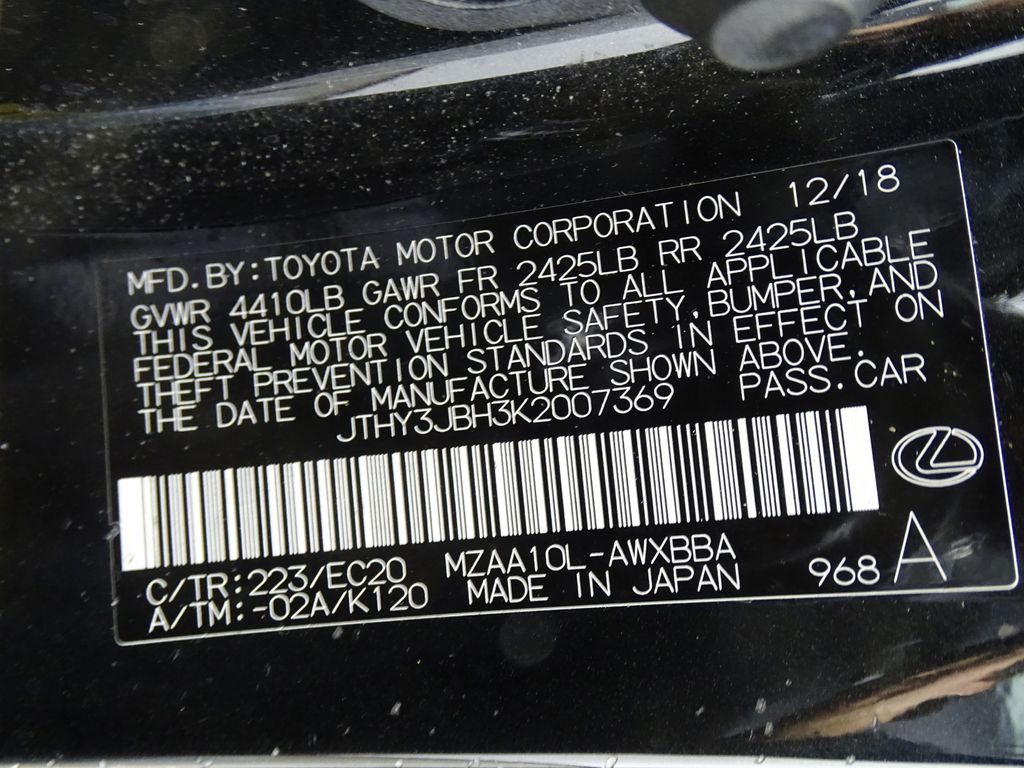 MFD.BY:TOYOTA MOTOR CORPORATION 12/18
GVWR 4410LB GAWR FR 2425LB RR 2425LB
THIS VEHICLE CONFORMS TO ALL APPLICABLE
FEDERAL MOTOR VEHICLE SAFETY,BUMPER,AND
THEFT PREVENTION STANDARDS IN EFFECT ON
THE DATE OF MANUFACTURE SHOWN ABOVE.
JTHY3JBH3K2007369 PASS.CAR
C/TR:223/EC20 MZAA10L-AWXBBA
A/TM:-02A/K120 MADE IN JAPAN 968 A